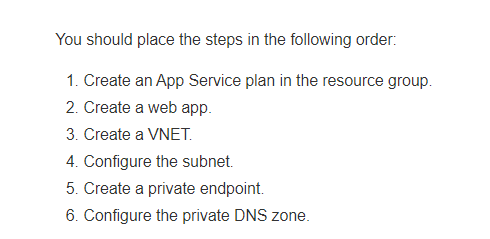 You should place the steps in the following order:
1. Create an App Service plan in the resource group.
2. Create a web app.
3. Create a VNET.
4. Configure the subnet.
5. Create a private endpoint.
6. Configure the private DNS zone.